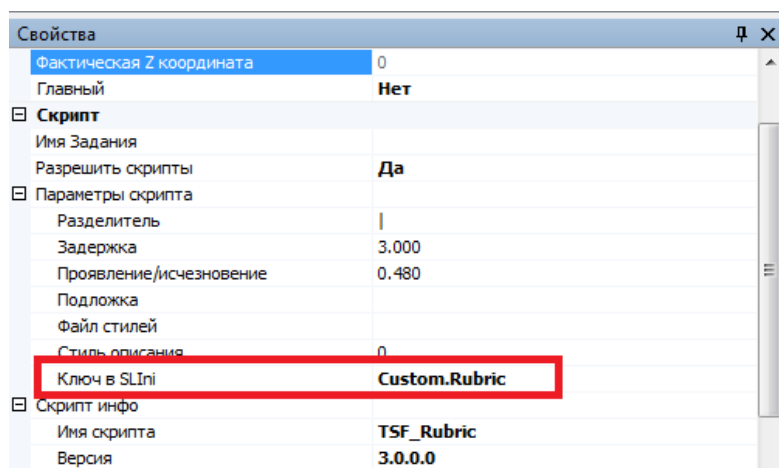 Свойства
Фактическая Z координата 0
Главный Нет
Скрипт
Имя Задания
Разрешить скрипты Да
Параметры скрипта
Разделитель |
Задержка 3.000
Проявление/исчезновение 0.480
Подложка
Файл стилей
Стиль описания 0
Ключ в SLIni Custom.Rubric
Скрипт инфо
Имя скрипта TSF_Rubric
Версия 3.0.0.0